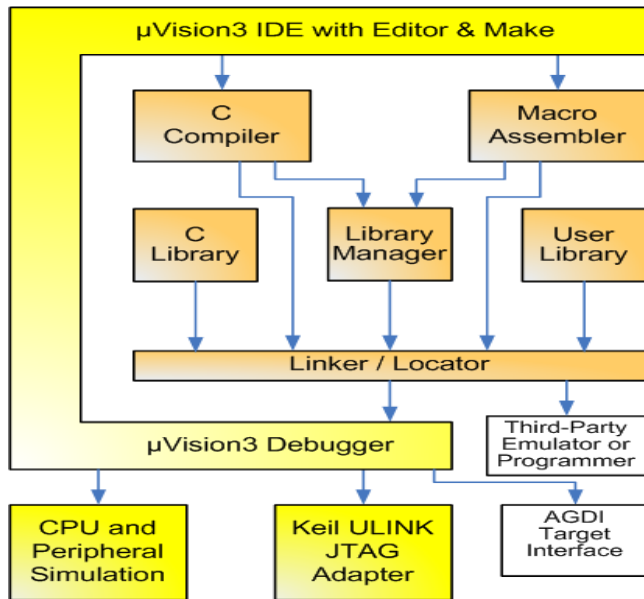 µVision3 IDE with Editor & Make
C
Compiler
Macro
Assembler
C
Library
Library
Manager
User
Library
Linker / Locator
µVision3 Debugger
Third-Party
Emulator or
Programmer
CPU and
Peripheral
Simulation
Keil ULINK
JTAG
Adapter
AGDI
Target
Interface